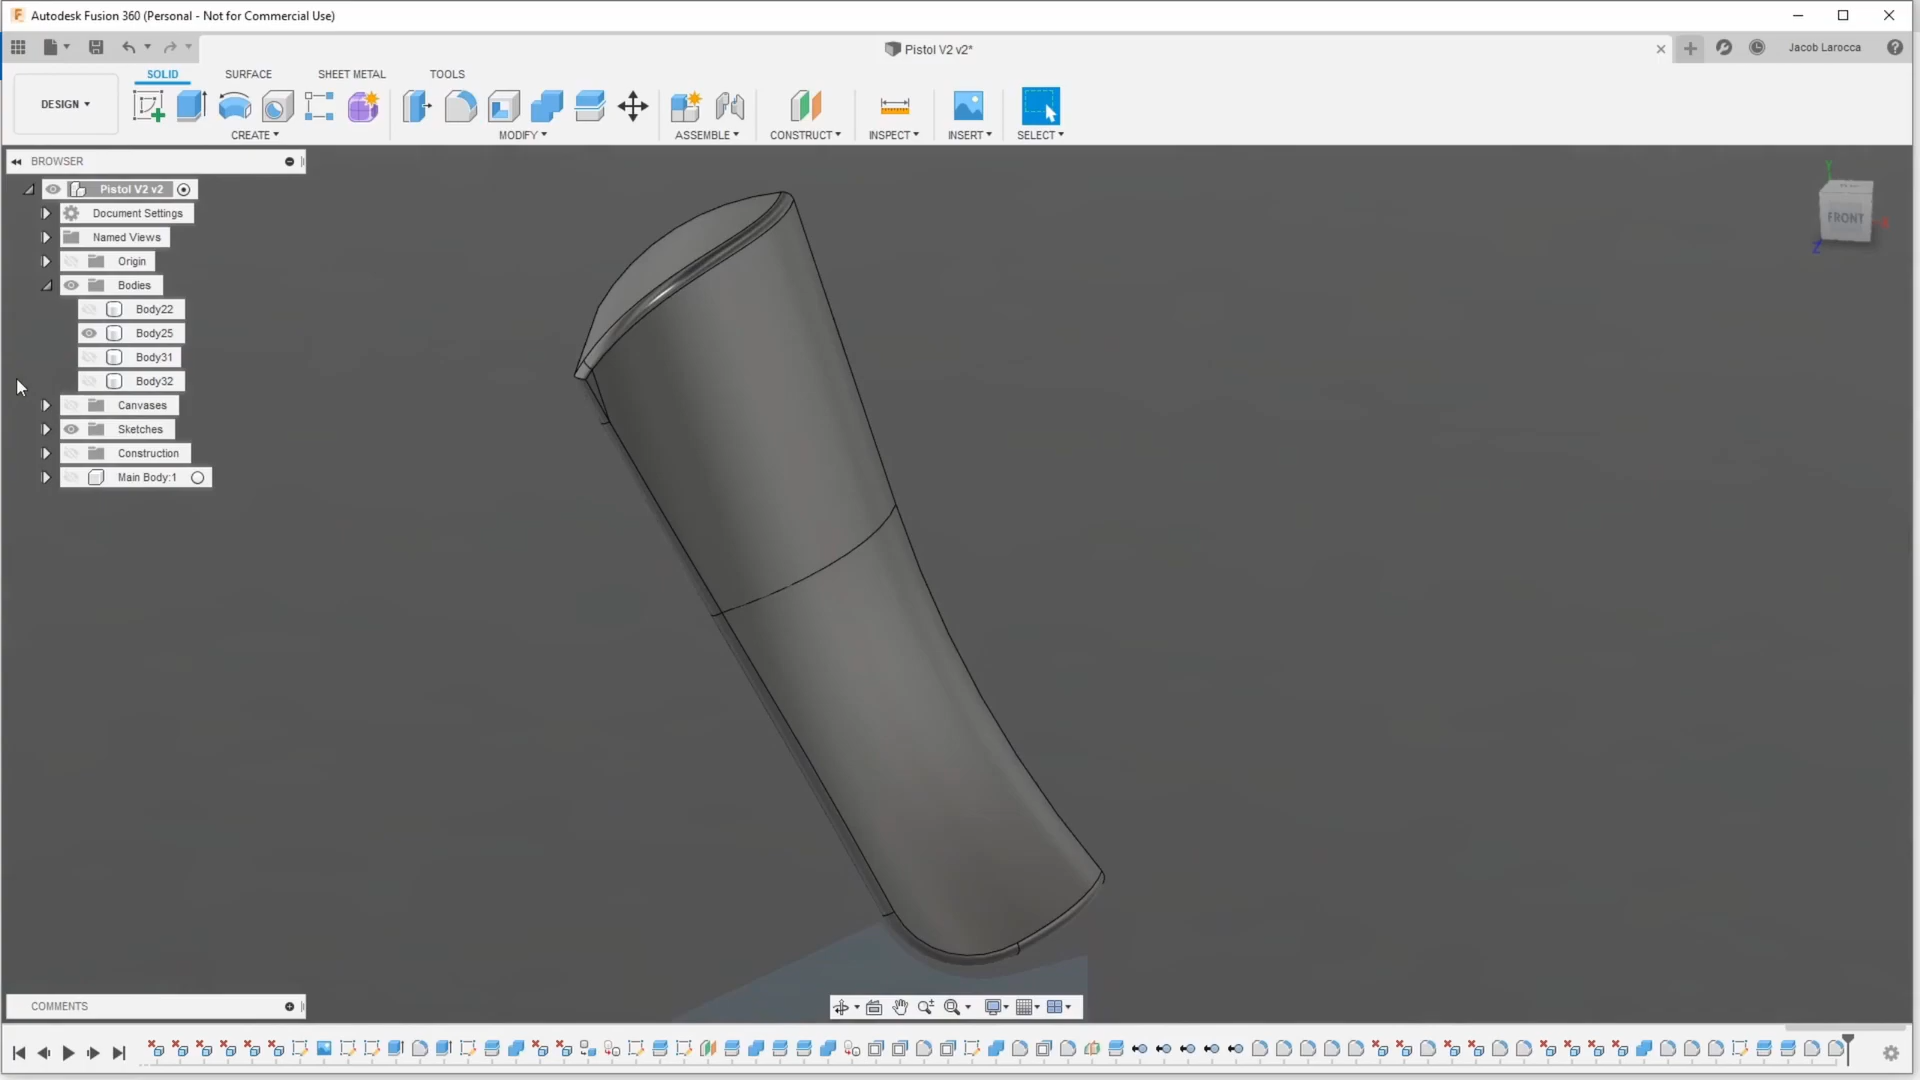 Autodesk Fusion 360 (Personal - Not for Commercial Use)
Pistol V2 v2*
Jacob Larocca
SOLID
SURFACE
SHEET METAL
TOOLS
DESIGN
CREATE
MODIFY
ASSEMBLE
CONSTRUCT
INSPECT
INSERT
SELECT
BROWSER
Pistol V2 v2
Document Settings
Named Views
Origin
Bodies
Body22
Body25
Body31
Body32
Canvases
Sketches
Construction
Main Body:1
Y
FRONT
Z
COMMENTS